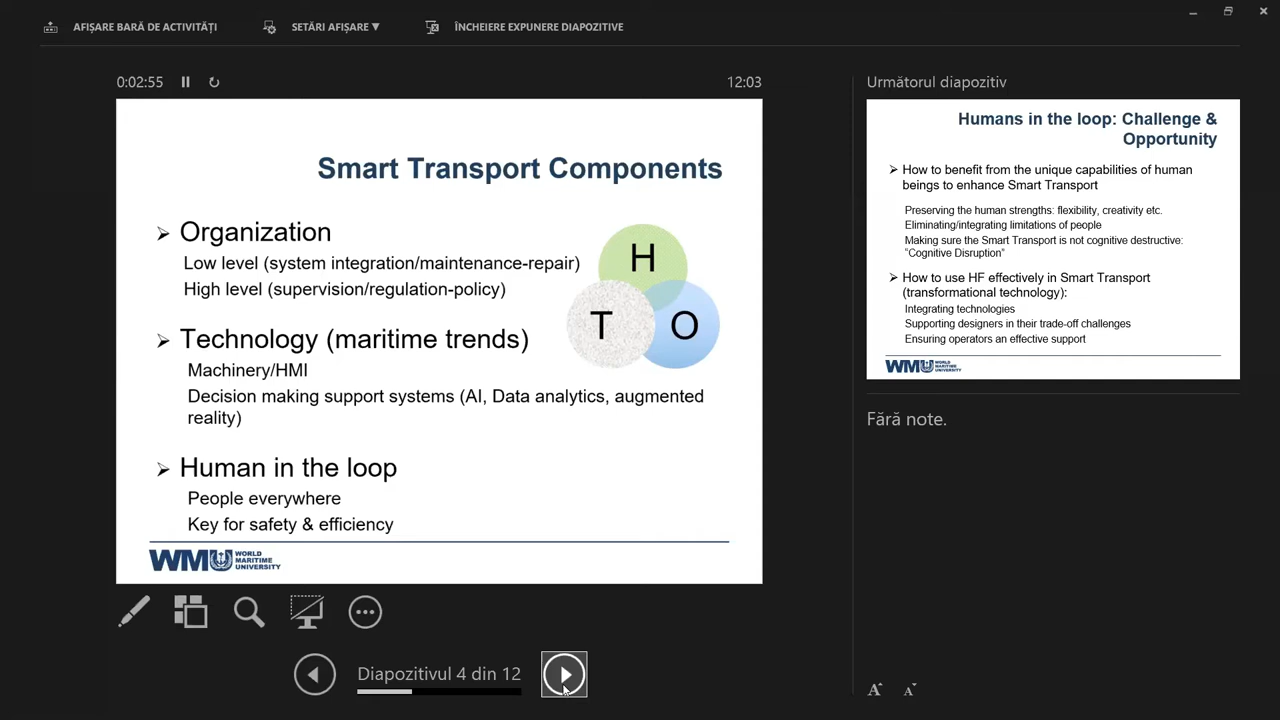 AFIȘARE BARĂ DE ACTIVITĂȚI SETĂRI AFIȘARE ▼ ÎNCHEIERE EXPUNERE DIAPOZITIVE
0:02:55 12:03
Smart Transport Components
➢ Organization
Low level (system integration/maintenance-repair)
High level (supervision/regulation-policy)
H
T O
➢ Technology (maritime trends)
Machinery/HMI
Decision making support systems (AI, Data analytics, augmented
reality)
➢ Human in the loop
People everywhere
Key for safety & efficiency
WMU WORLD
MARITIME
UNIVERSITY
Diapozitivul 4 din 12
Următorul diapozitiv
Humans in the loop: Challenge &
Opportunity
➢ How to benefit from the unique capabilities of human
beings to enhance Smart Transport
Preserving the human strengths: flexibility, creativity etc.
Eliminating/integrating limitations of people
Making sure the Smart Transport is not cognitive destructive:
"Cognitive Disruption"
➢ How to use HF effectively in Smart Transport
(transformational technology):
Integrating technologies
Supporting designers in their trade-off challenges
Ensuring operators an effective support
WMU WORLD
MARITIME
UNIVERSITY
Fără note.
A A